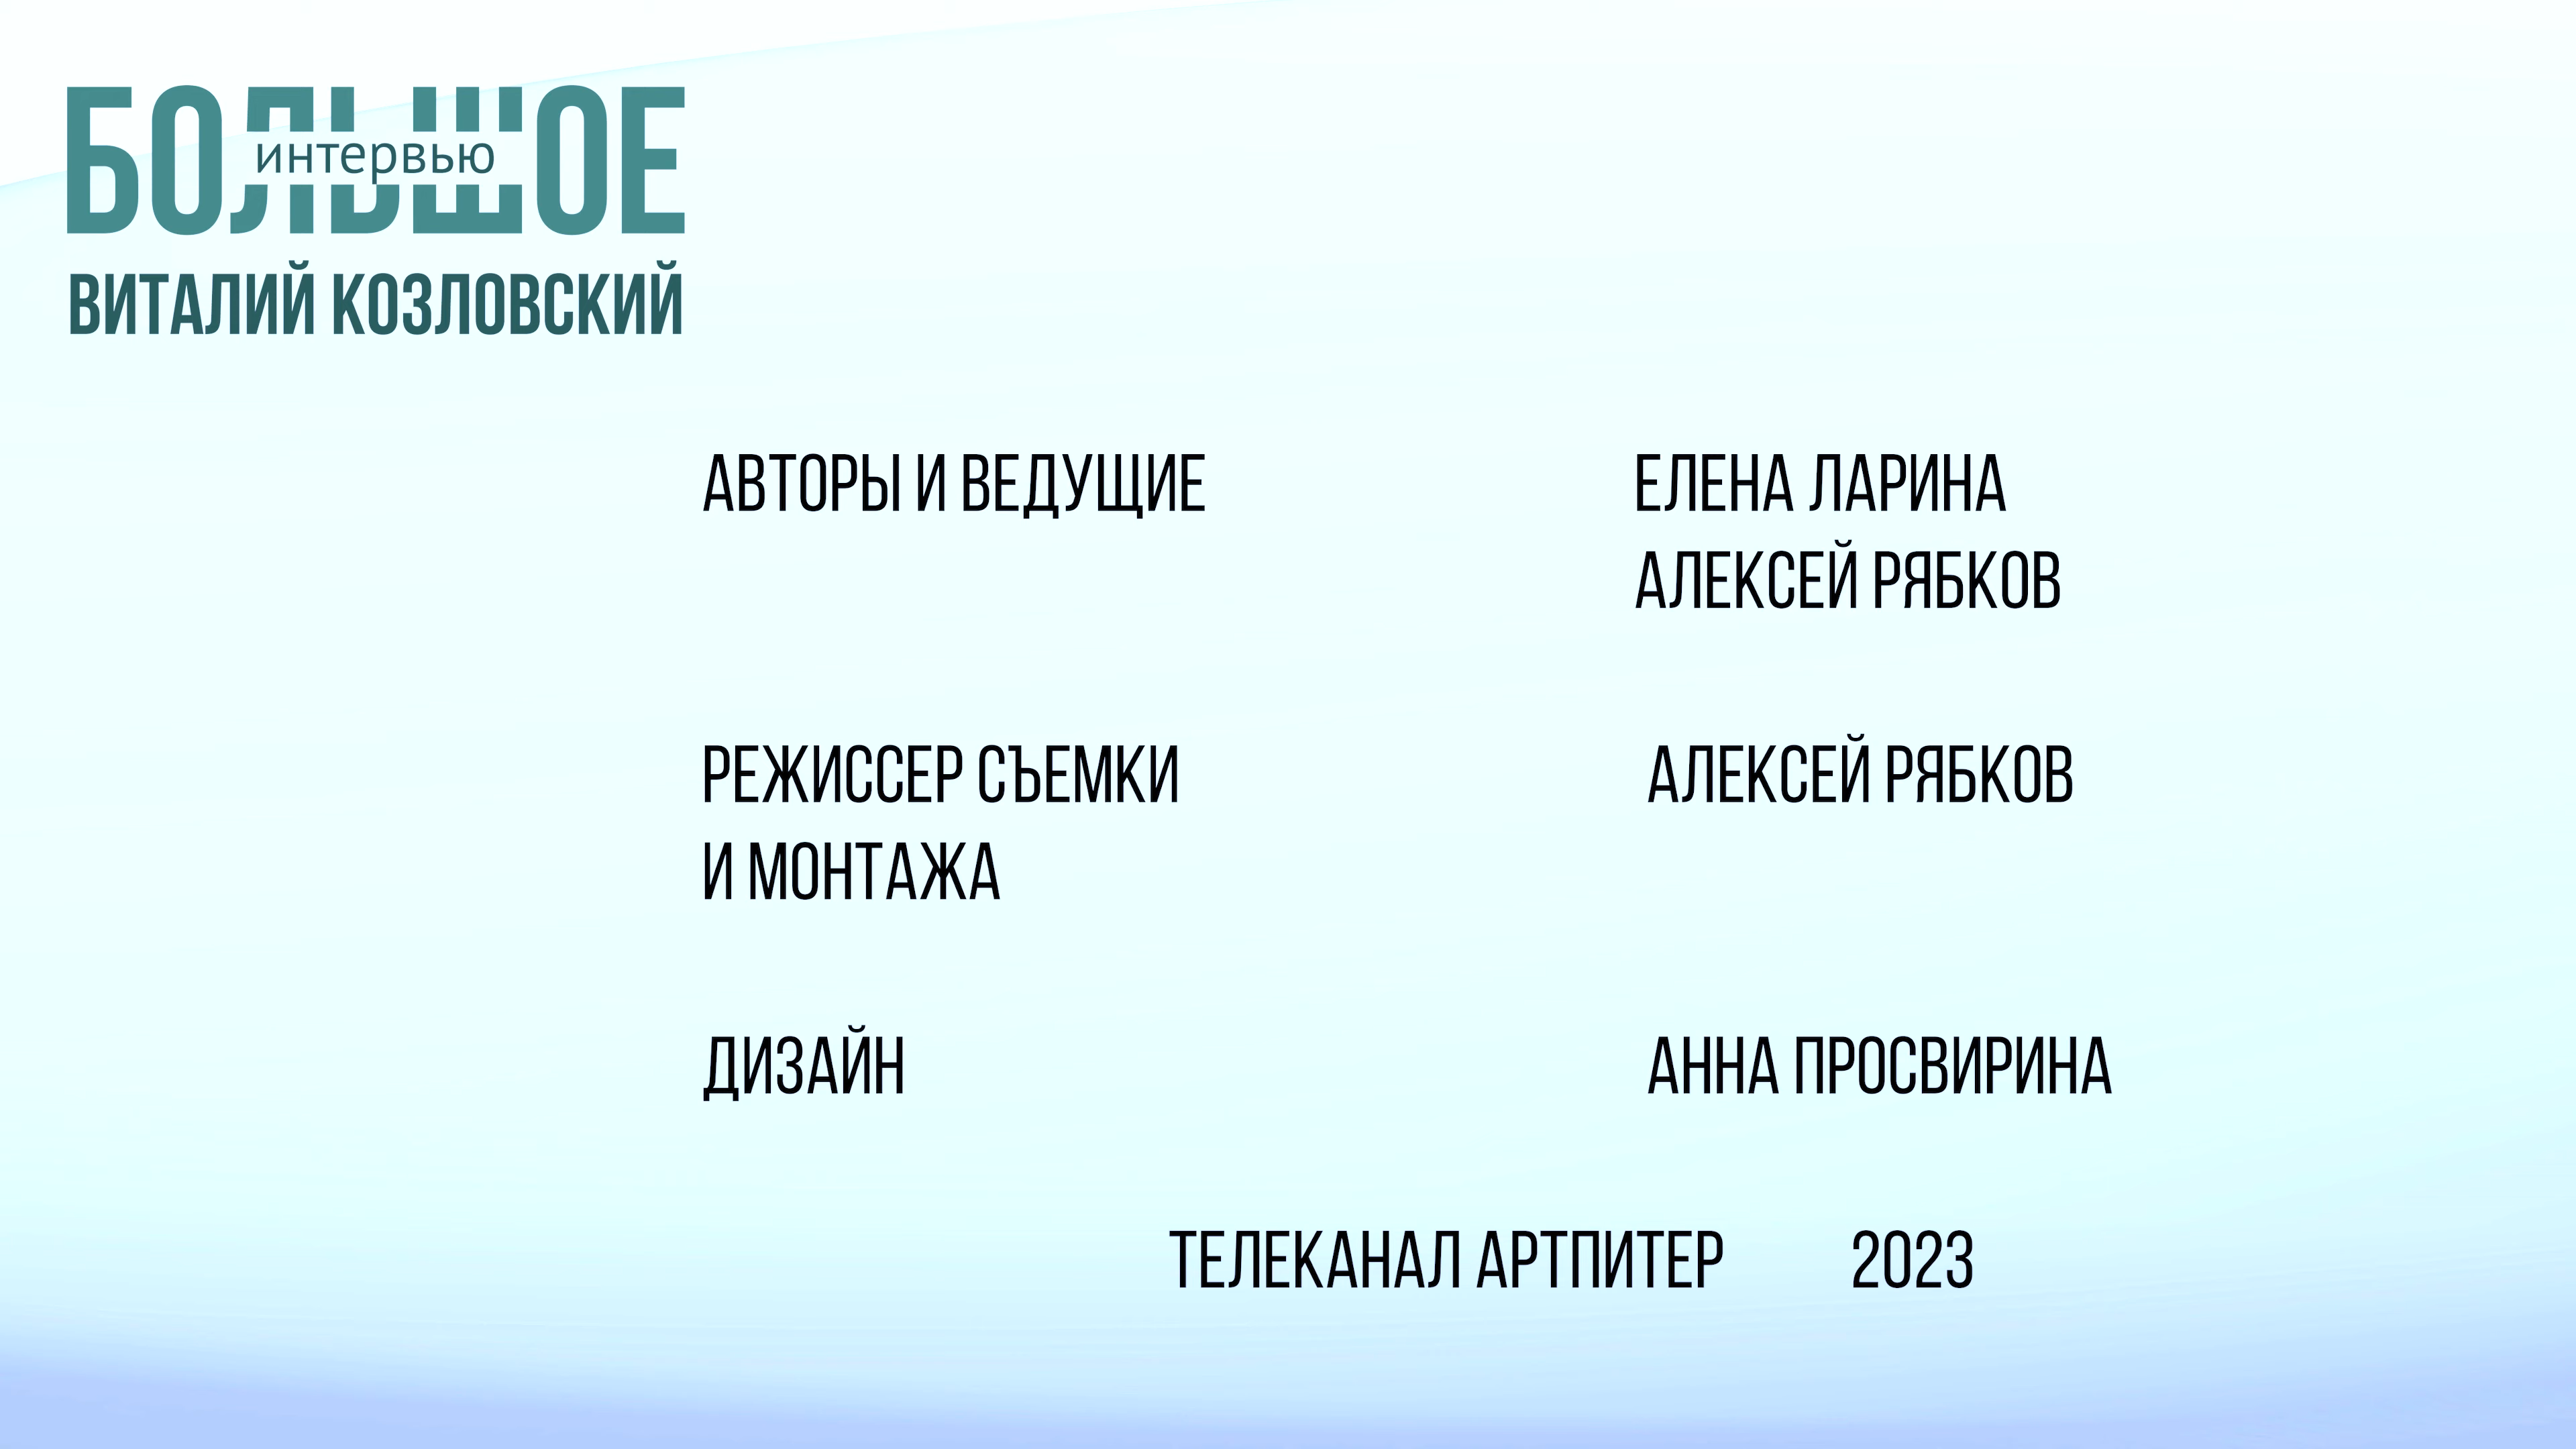 БОЛЬШОЕ
интервью
ВИТАЛИЙ КОЗЛОВСКИЙ
АВТОРЫ И ВЕДУЩИЕ ЕЛЕНА ЛАРИНА
АЛЕКСЕЙ РЯБКОВ
РЕЖИССЕР СЪЕМКИ АЛЕКСЕЙ РЯБКОВ
И МОНТАЖА
ДИЗАЙН АННА ПРОСВИРИНА
ТЕЛЕКАНАЛ АРТПИТЕР 2023